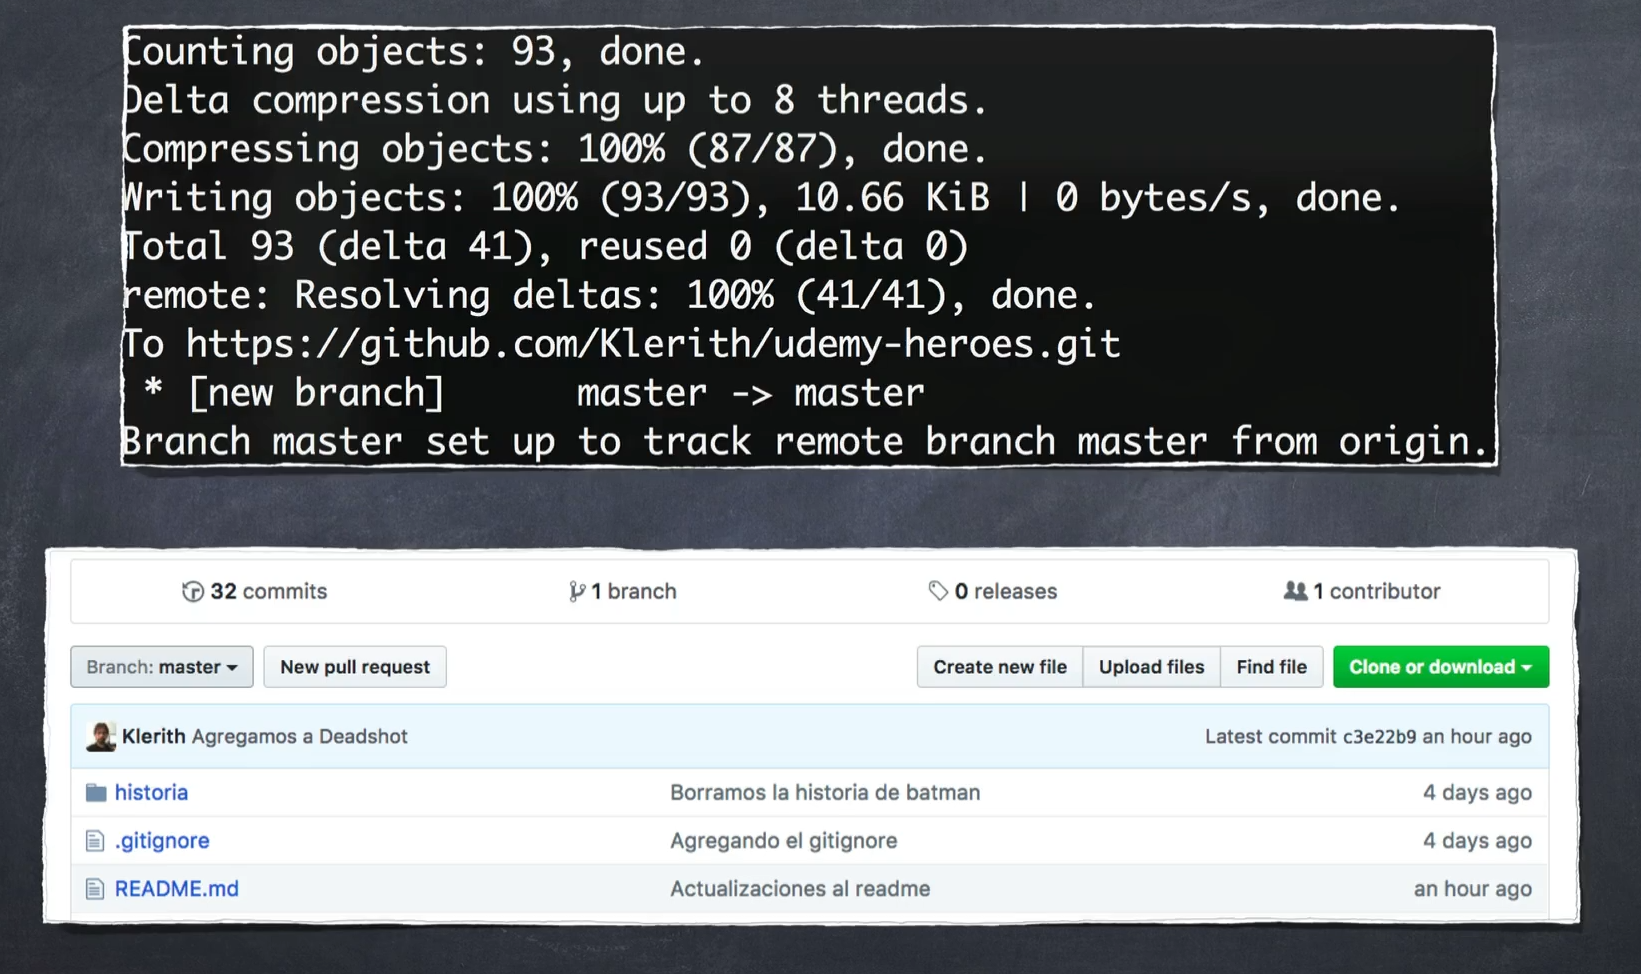 Counting objects: 93, done.
Delta compression using up to 8 threads.
Compressing objects: 100% (87/87), done.
Writing objects: 100% (93/93), 10.66 KiB | 0 bytes/s, done.
Total 93 (delta 41), reused 0 (delta 0)
remote: Resolving deltas: 100% (41/41), done.
To https://github.com/Klerith/udemy-heroes.git
* [new branch] master -> master
Branch master set up to track remote branch master from origin.
32 commits 1 branch 0 releases 1 contributor
Branch: master New pull request Create new file Upload files Find file Clone or download
Klerith Agregamos a Deadshot Latest commit c3e22b9 an hour ago
historia Borramos la historia de batman 4 days ago
.gitignore Agregando el gitignore 4 days ago
README.md Actualizaciones al readme an hour ago